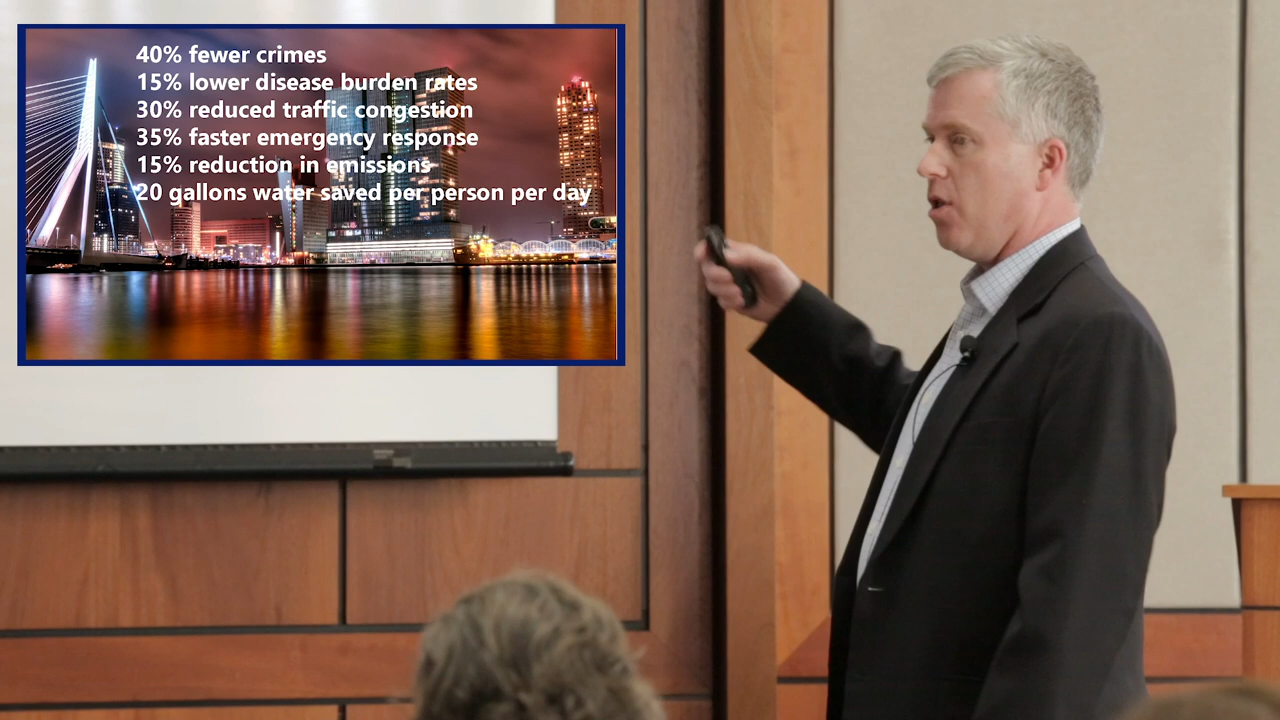 40% fewer crimes
15% lower disease burden rates
30% reduced traffic congestion
35% faster emergency response
15% reduction in emissions
20 gallons water saved per person per day